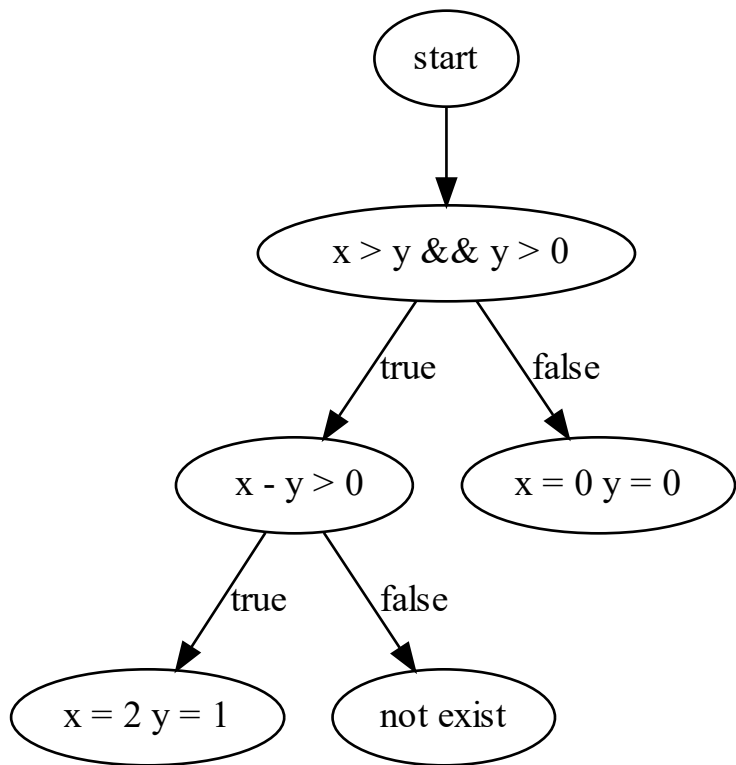 start
x > y && y > 0
true
false
x - y > 0
x = 0 y = 0
true
false
x = 2 y = 1
not exist